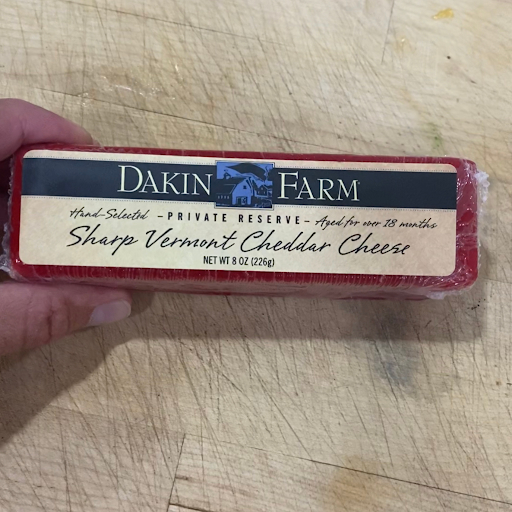 DAKIN FARM
Hand-Selected - PRIVATE RESERVE - Aged for over 18 months
Sharp Vermont Cheddar Cheese
NET WT 8 OZ (226g)